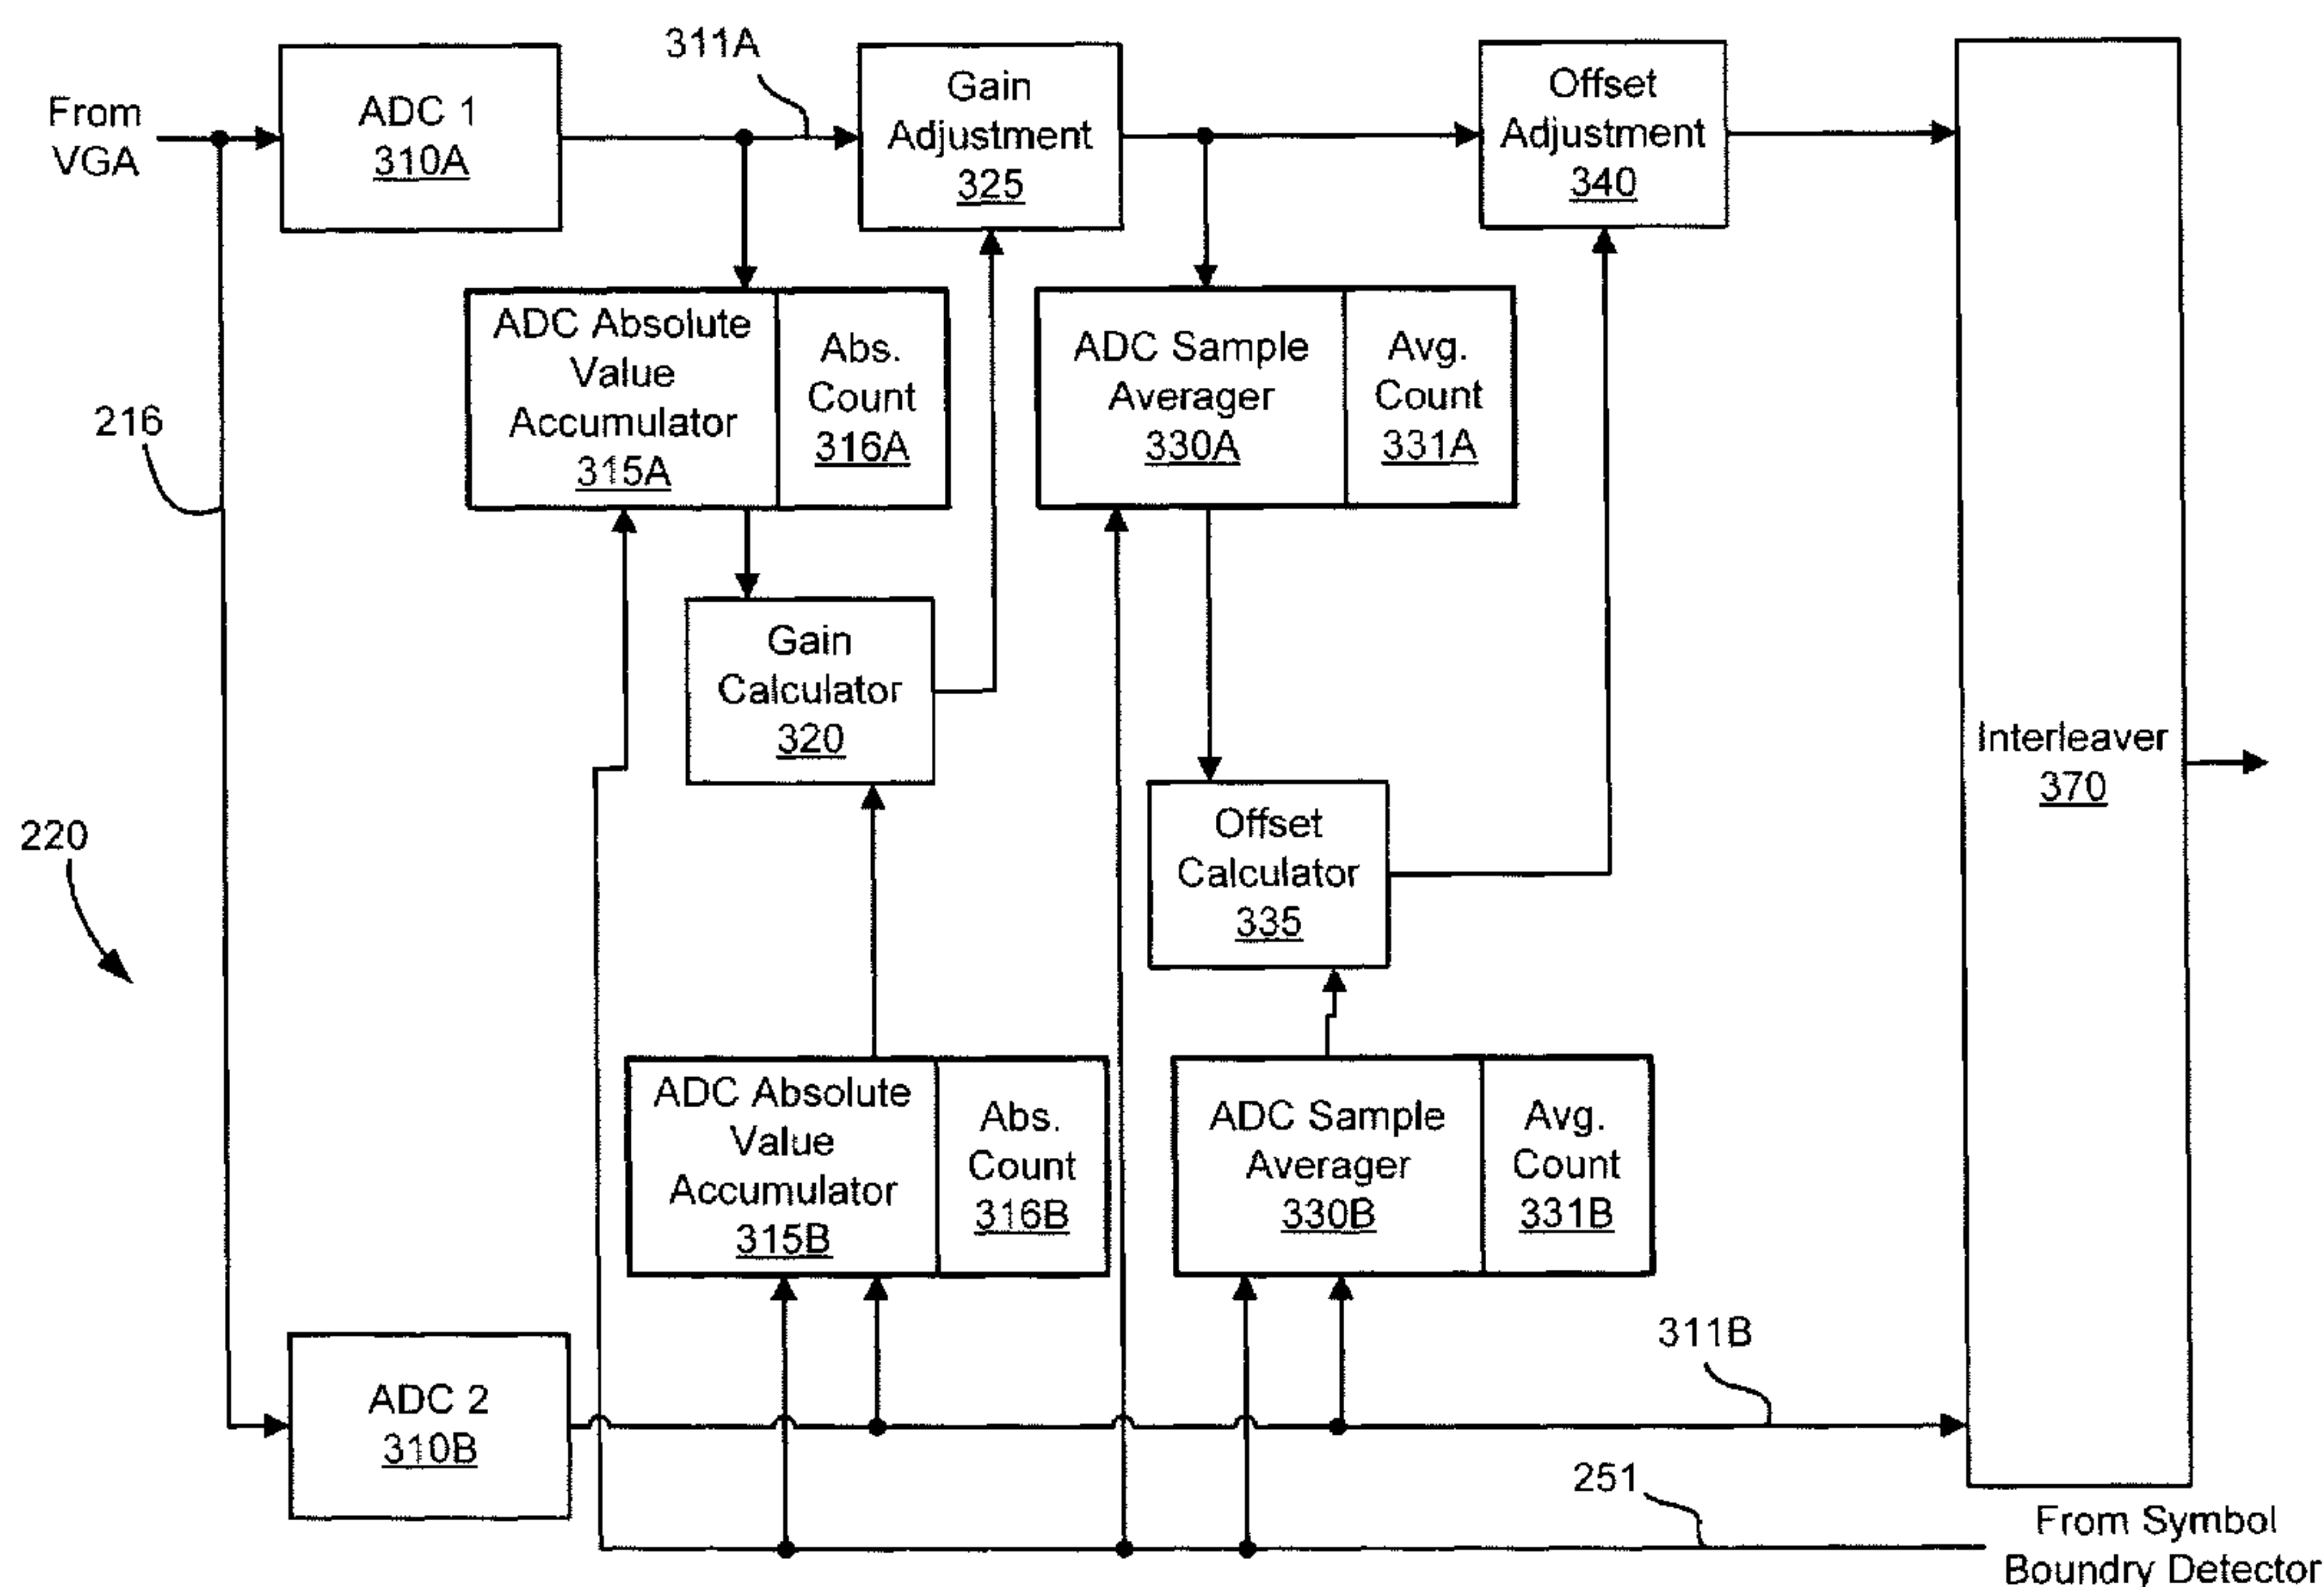 From
VGA
ADC 1
310A
311A
Gain
Adjustment
325
Offset
Adjustment
340
ADC Absolute
Value
Accumulator
315A
Abs.
Count
316A
ADC Sample
Averager
330A
Avg.
Count
331A
216
Gain
Calculator
320
Interleaver
370
220
Offset
Calculator
335
ADC Absolute
Value
Accumulator
315B
Abs.
Count
316B
ADC Sample
Averager
330B
Avg.
Count
331B
311B
ADC 2
310B
251
From Symbol
Boundry Detector